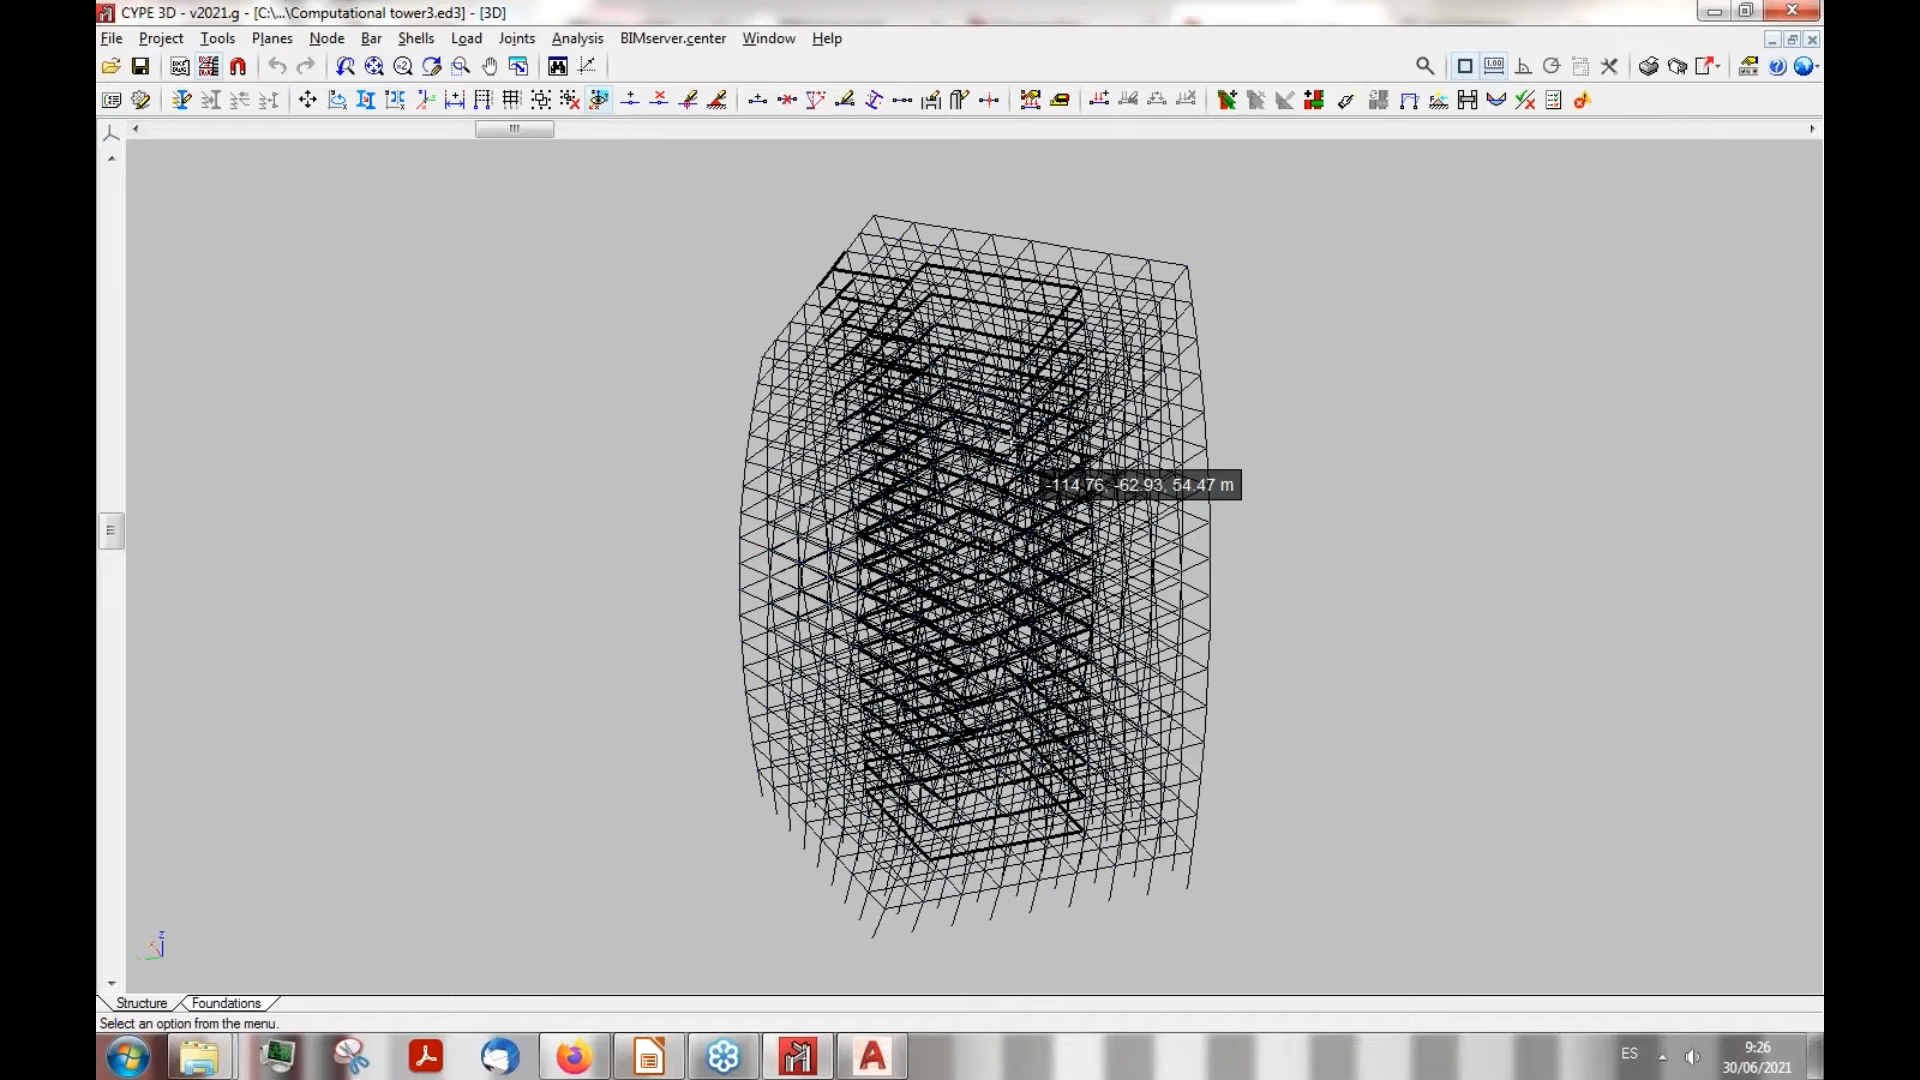 CYPE 3D - v2021.g - [C:\...\Computational tower3.ed3] - [3D]
File Project Tools Planes Node Bar Shells Load Joints Analysis BIMserver.center Window Help
-114.76, -62.93, 54.47 m
z
Structure Foundations
Select an option from the menu.
ES
9:26
30/06/2021